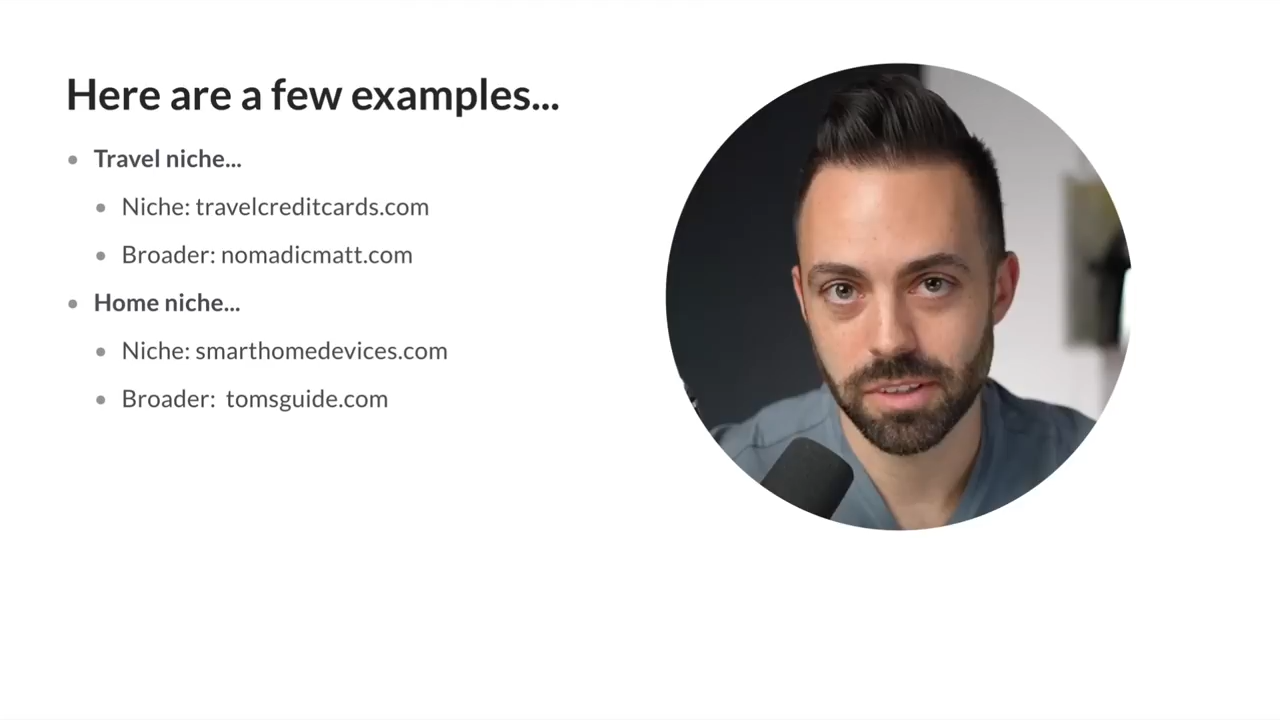 Here are a few examples...
Travel niche...
Niche: travelcreditcards.com
Broader: nomadicmatt.com
Home niche...
Niche: smarthomedevices.com
Broader: tomsguide.com